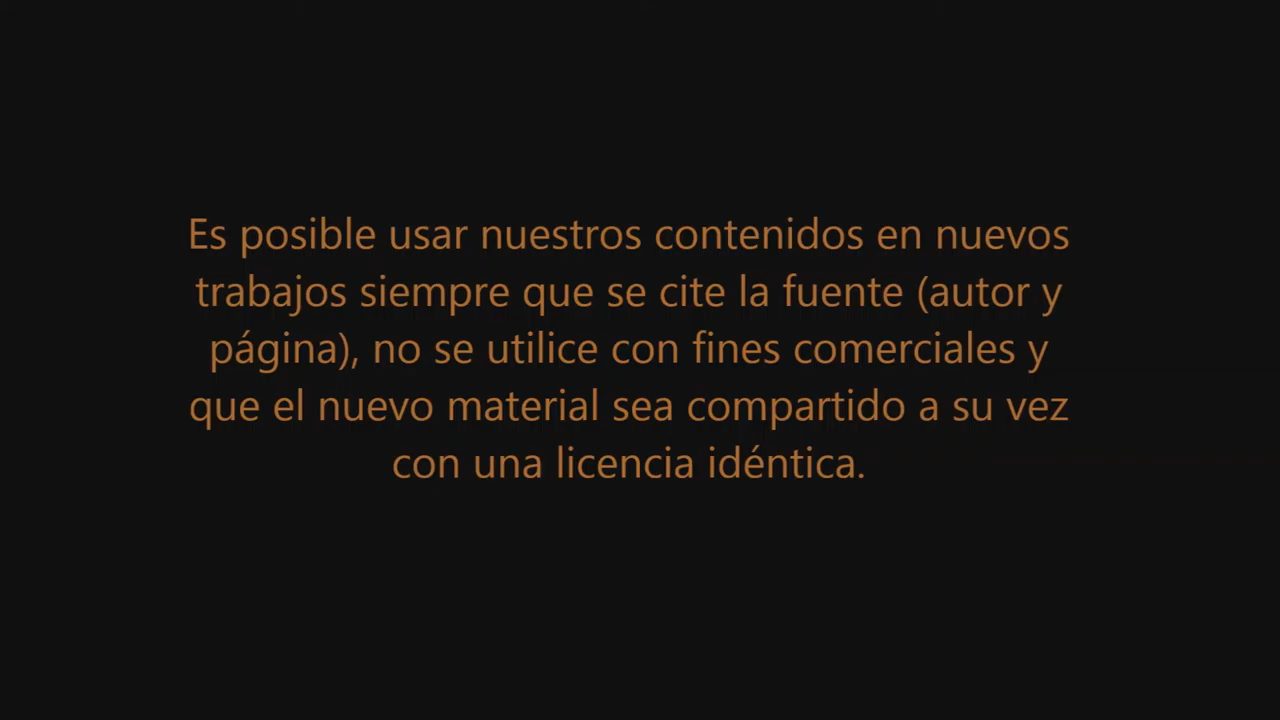 Es posible usar nuestros contenidos en nuevos
trabajos siempre que se cite la fuente (autor y
página), no se utilice con fines comerciales y
que el nuevo material sea compartido a su vez
con una licencia idéntica.